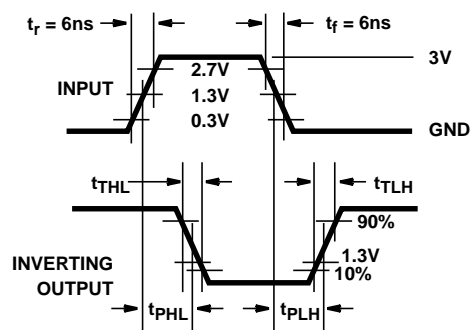 tr = 6ns
tf = 6ns
3V
2.7V
INPUT
1.3V
0.3V
GND
tTHL
tTLH
90%
1.3V
INVERTING
10%
OUTPUT
tPHL
tPLH